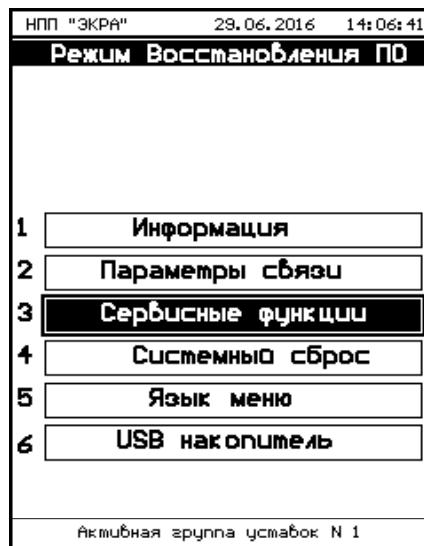 НПП "ЭКРА" 29.06.2016 14:06:41
Режим Восстановления ПО
1 Информация
2 Параметры связи
3 Сервисные функции
4 Системный сброс
5 Язык меню
6 USB накопитель
Активная группа уставок N 1